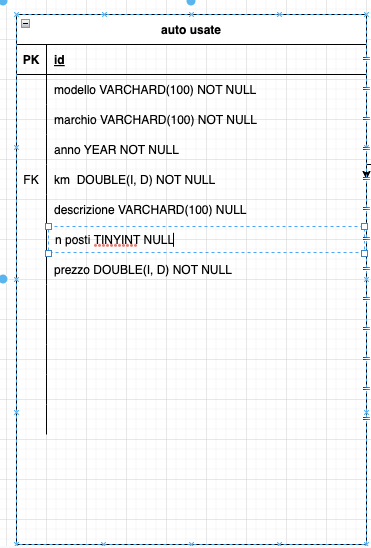 auto usate
PK id
modello VARCHARD(100) NOT NULL
marchio VARCHARD(100) NOT NULL
anno YEAR NOT NULL
FK km DOUBLE(I, D) NOT NULL
descrizione VARCHARD(100) NULL
n posti TINYINT NULL
prezzo DOUBLE(I, D) NOT NULL